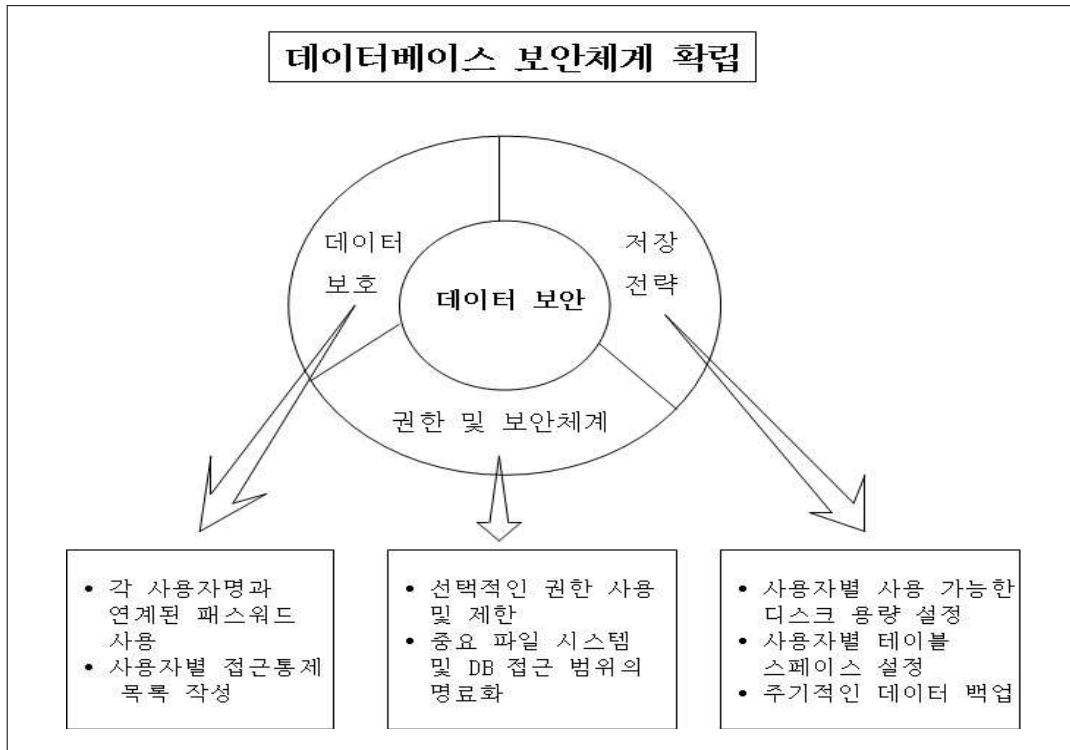 데이터베이스 보안체계 확립
데이터
보호
데이터 보안
저장
전략
권한 및 보안체계
• 각 사용자명과
연계된 패스워드
사용
• 사용자별 접근통제
목록 작성
• 선택적인 권한 사용
및 제한
• 중요 파일 시스템
및 DB 접근 범위의
명료화
• 사용자별 사용 가능한
디스크 용량 설정
• 사용자별 테이블
스페이스 설정
• 주기적인 데이터 백업